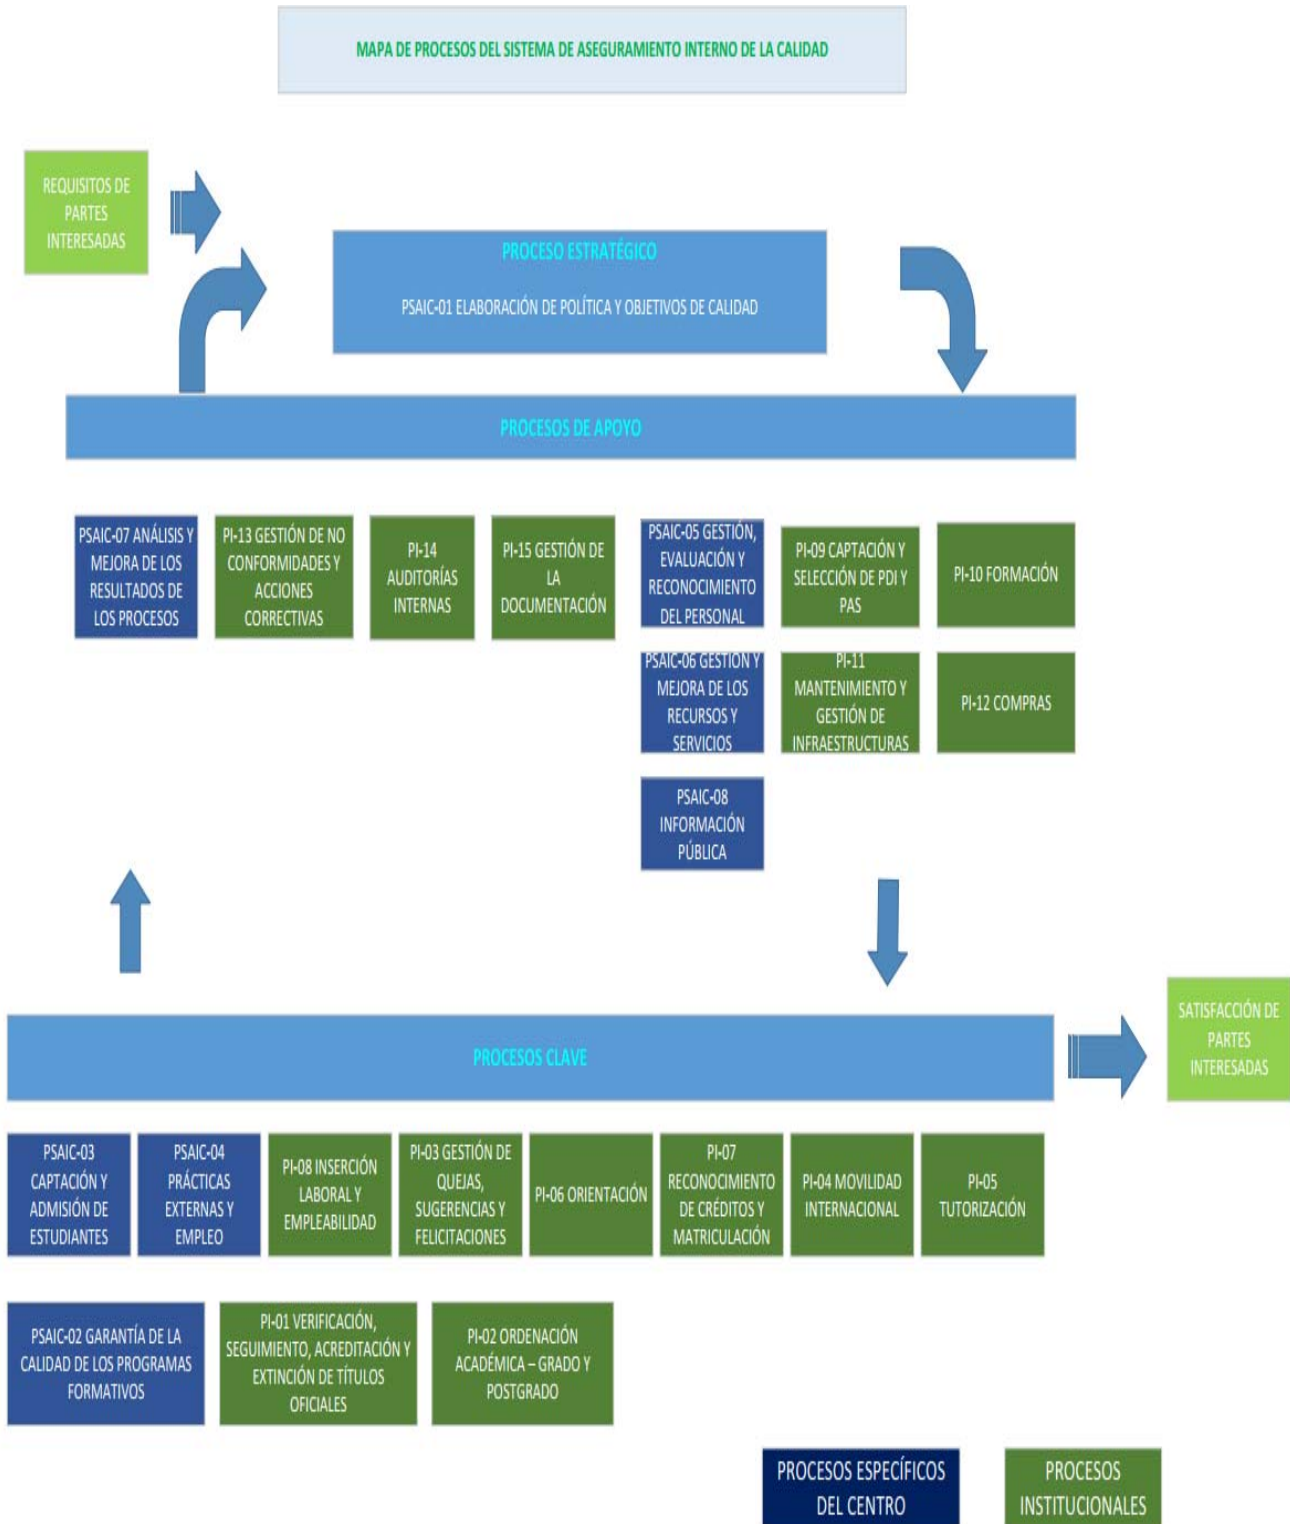 MAPA DE PROCESOS DEL SISTEMA DE ASEGURAMIENTO INTERNO DE LA CALIDAD
REQUISITOS DE
PARTES
INTERESADAS
PROCESO ESTRATÉGICO
PSAIC-01 ELABORACIÓN DE POLÍTICA Y OBJETIVOS DE CALIDAD
PROCESOS DE APOYO
PSAIC-07 ANÁLISIS Y
MEJORA DE LOS
RESULTADOS DE
LOS PROCESOS
PI-13 GESTIÓN DE NO
CONFORMIDADES Y
ACCIONES
CORRECTIVAS
PI-14
AUDITORÍAS
INTERNAS
PI-15 GESTIÓN DE
LA
DOCUMENTACIÓN
PSAIC-05 GESTIÓN,
EVALUACIÓN Y
RECONOCIMIENTO
DEL PERSONAL
PI-09 CAPTACIÓN Y
SELECCIÓN DE PDI Y
PAS
PI-10 FORMACIÓN
PSAIC-06 GESTIÓN Y
MEJORA DE LOS
RECURSOS Y
SERVICIOS
PI-11
MANTENIMIENTO Y
GESTIÓN DE
INFRAESTRUCTURAS
PI-12 COMPRAS
PSAIC-08
INFORMACIÓN
PÚBLICA
PROCESOS CLAVE
SATISFACCIÓN DE
PARTES
INTERESADAS
PSAIC-03
CAPTACIÓN Y
ADMISIÓN DE
ESTUDIANTES
PSAIC-04
PRÁCTICAS
EXTERNAS Y
EMPLEO
PI-08 INSERCIÓN
LABORAL Y
EMPLEABILIDAD
PI-03 GESTIÓN DE
QUEJAS,
SUGERENCIAS Y
FELICITACIONES
PI-06 ORIENTACIÓN
PI-07
RECONOCIMIENTO
DE CRÉDITOS Y
MATRICULACIÓN
PI-04 MOVILIDAD
INTERNACIONAL
PI-05
TUTORIZACIÓN
PSAIC-02 GARANTÍA DE LA
CALIDAD DE LOS PROGRAMAS
FORMATIVOS
PI-01 VERIFICACIÓN,
SEGUIMIENTO, ACREDITACIÓN Y
EXTINCIÓN DE TÍTULOS
OFICIALES
PI-02 ORDENACIÓN
ACADÉMICA – GRADO Y
POSTGRADO
PROCESOS ESPECÍFICOS
DEL CENTRO
PROCESOS
INSTITUCIONALES